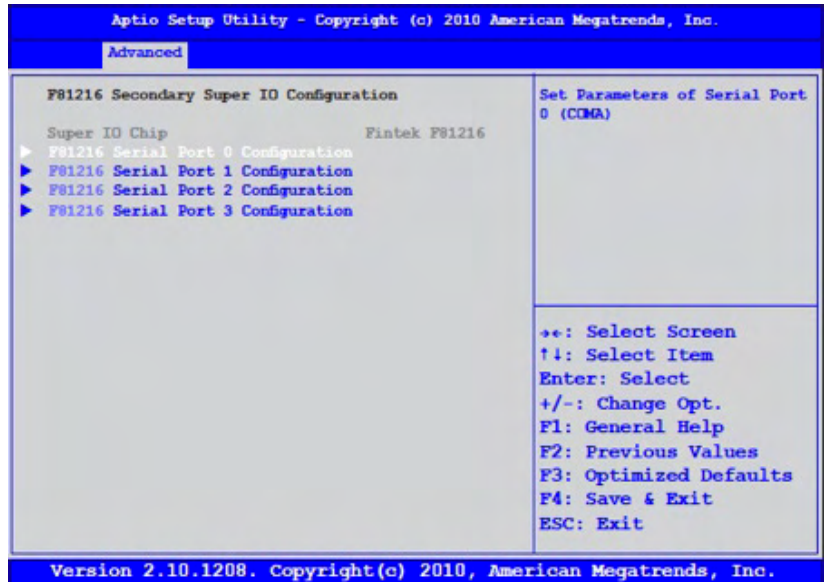 Aptio Setup Utility - Copyright (c) 2010 American Megatrends, Inc.
Advanced
F81216 Secondary Super IO Configuration
Super IO Chip Fintek F81216
▶ F81216 Serial Port 0 Configuration
▶ F81216 Serial Port 1 Configuration
▶ F81216 Serial Port 2 Configuration
▶ F81216 Serial Port 3 Configuration
Set Parameters of Serial Port
0 (COMA)
→←: Select Screen
↑↓: Select Item
Enter: Select
+/-: Change Opt.
F1: General Help
F2: Previous Values
F3: Optimized Defaults
F4: Save & Exit
ESC: Exit
Version 2.10.1208. Copyright(c) 2010, American Megatrends, Inc.